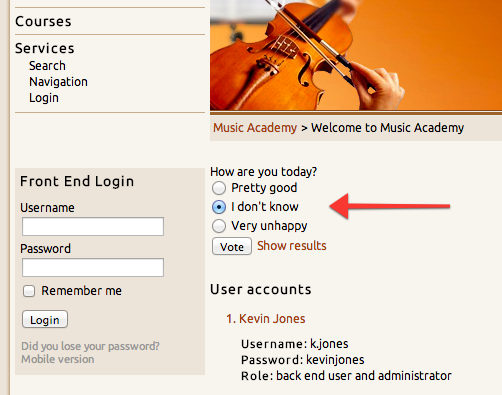 Courses
Services
Search
Navigation
Login
Music Academy > Welcome to Music Academy
Front End Login
Username
Password
Remember me
Login
Did you lose your password?
Mobile version
How are you today?
Pretty good
I don't know
Very unhappy
Vote Show results
User accounts
1. Kevin Jones
Username: k.jones
Password: kevinjones
Role: back end user and administrator